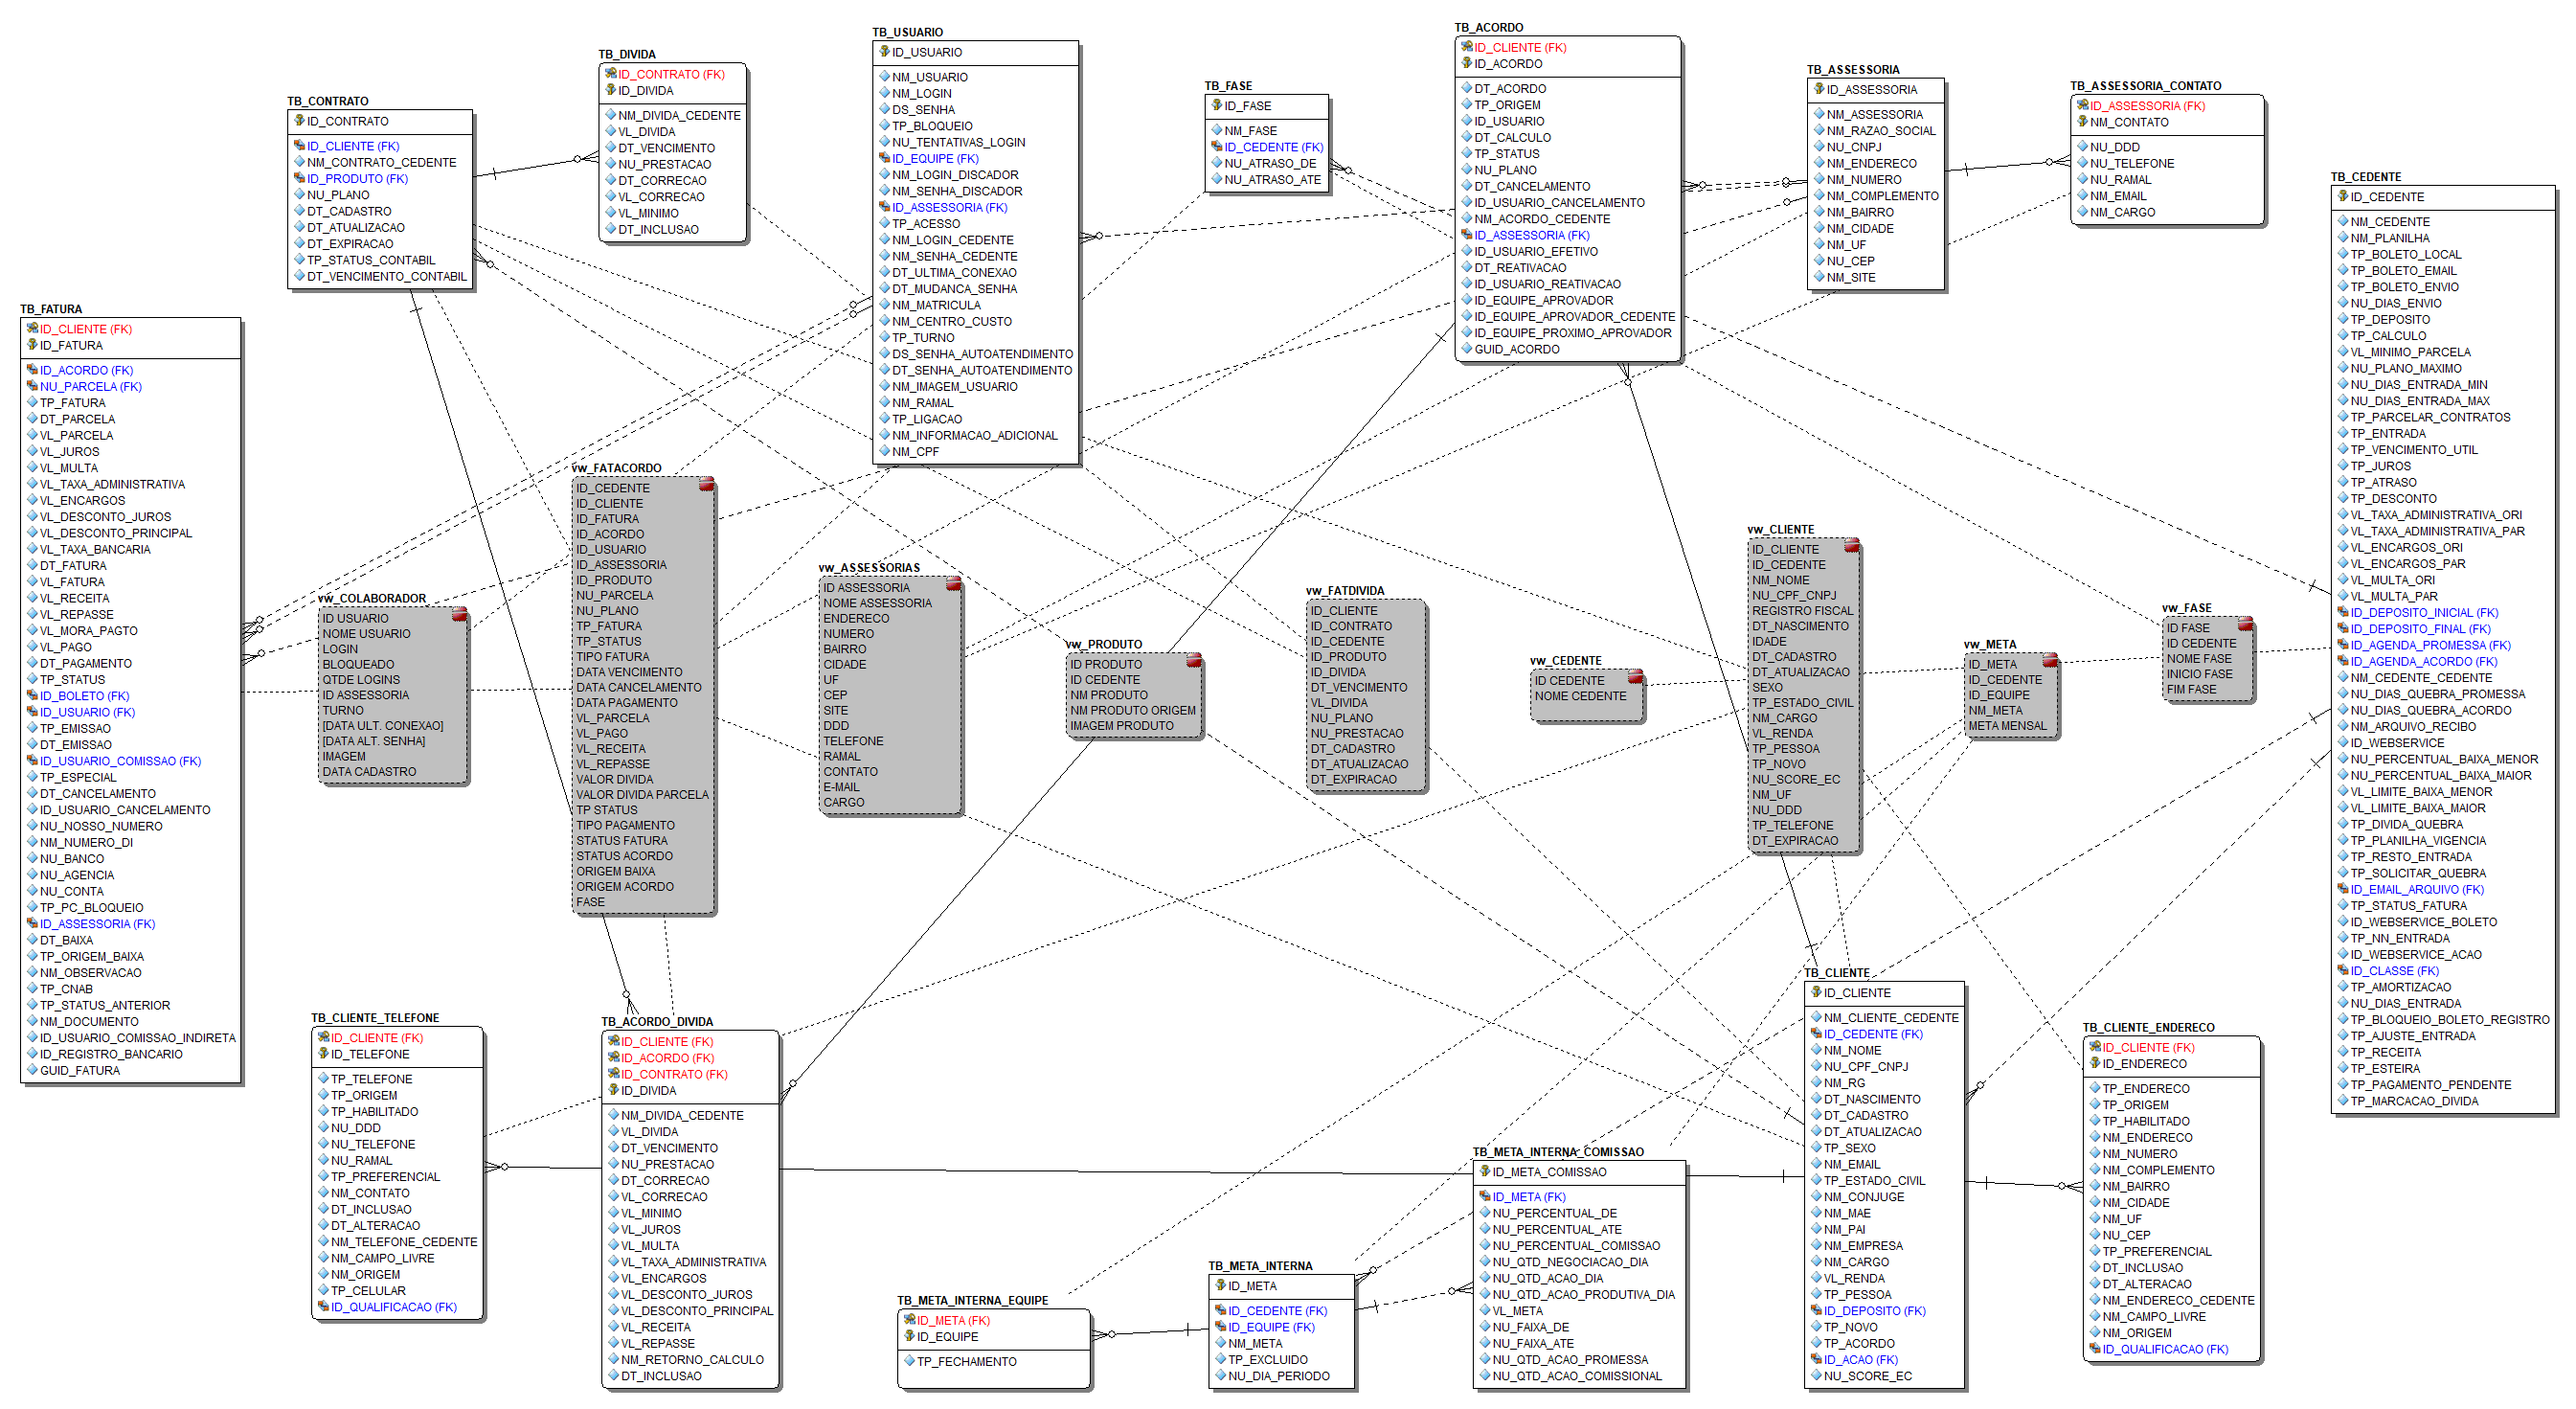 TB_FATURA
ID_CLIENTE (FK)
ID_FATURA
ID_ACORDO (FK)
NU_PARCELA (FK)
TP_FATURA
DT_PARCELA
VL_PARCELA
VL_JUROS
VL_MULTA
VL_TAXA_ADMINISTRATIVA
VL_ENCARGOS
VL_DESCONTO_JUROS
VL_DESCONTO_PRINCIPAL
VL_TAXA_BANCARIA
DT_FATURA
VL_FATURA
VL_RECEITA
VL_REPASSE
VL_MORA_PAGTO
VL_PAGO
DT_PAGAMENTO
TP_STATUS
ID_BOLETO (FK)
ID_USUARIO (FK)
TP_EMISSAO
DT_EMISSAO
ID_USUARIO_COMISSAO (FK)
TP_ESPECIAL
DT_CANCELAMENTO
ID_USUARIO_CANCELAMENTO
NU_NOSSO_NUMERO
NM_NUMERO_DI
NU_BANCO
NU_AGENCIA
NU_CONTA
TP_PC_BLOQUEIO
ID_ASSESSORIA (FK)
DT_BAIXA
TP_ORIGEM_BAIXA
NM_OBSERVACAO
TP_CNAB
TP_STATUS_ANTERIOR
NM_DOCUMENTO
ID_USUARIO_COMISSAO_INDIRETA
ID_REGISTRO_BANCARIO
GUID_FATURA
TB_CONTRATO
ID_CONTRATO
ID_CLIENTE (FK)
NM_CONTRATO_CEDENTE
ID_PRODUTO (FK)
NU_PLANO
DT_CADASTRO
DT_ATUALIZACAO
DT_EXPIRACAO
TP_STATUS_CONTABIL
DT_VENCIMENTO_CONTABIL
TB_DIVIDA
ID_CONTRATO (FK)
ID_DIVIDA
NM_DIVIDA_CEDENTE
VL_DIVIDA
DT_VENCIMENTO
NU_PRESTACAO
DT_CORRECAO
VL_CORRECAO
VL_MINIMO
DT_INCLUSAO
TB_USUARIO
ID_USUARIO
NM_USUARIO
NM_LOGIN
DS_SENHA
TP_BLOQUEIO
NU_TENTATIVAS_LOGIN
ID_EQUIPE (FK)
NM_LOGIN_DISCADOR
NM_SENHA_DISCADOR
ID_ASSESSORIA (FK)
TP_ACESSO
NM_LOGIN_CEDENTE
NM_SENHA_CEDENTE
DT_ULTIMA_CONEXAO
DT_MUDANCA_SENHA
NM_MATRICULA
NM_CENTRO_CUSTO
TP_TURNO
DS_SENHA_AUTOATENDIMENTO
DT_SENHA_AUTOATENDIMENTO
NM_IMAGEM_USUARIO
NM_RAMAL
TP_LIGACAO
NM_INFORMACAO_ADICIONAL
NM_CPF
TB_FASE
ID_FASE
NM_FASE
ID_CEDENTE (FK)
NU_ATRASO_DE
NU_ATRASO_ATE
TB_ACORDO
ID_CLIENTE (FK)
ID_ACORDO
DT_ACORDO
TP_ORIGEM
ID_USUARIO
DT_CALCULO
TP_STATUS
NU_PLANO
DT_CANCELAMENTO
ID_USUARIO_CANCELAMENTO
NM_ACORDO_CEDENTE
ID_ASSESSORIA (FK)
ID_USUARIO_EFETIVO
DT_REATIVACAO
ID_USUARIO_REATIVACAO
ID_EQUIPE_APROVADOR
ID_EQUIPE_APROVADOR_CEDENTE
ID_EQUIPE_PROXIMO_APROVADOR
GUID_ACORDO
TB_ASSESSORIA
ID_ASSESSORIA
NM_ASSESSORIA
NM_RAZAO_SOCIAL
NU_CNPJ
NM_ENDERECO
NM_NUMERO
NM_COMPLEMENTO
NM_BAIRRO
NM_CIDADE
NM_UF
NU_CEP
NM_SITE
TB_ASSESSORIA_CONTATO
ID_ASSESSORIA (FK)
NM_CONTATO
NU_DDD
NU_TELEFONE
NU_RAMAL
NM_EMAIL
NM_CARGO
TB_CEDENTE
ID_CEDENTE
NM_CEDENTE
NM_PLANILHA
TP_BOLETO_LOCAL
TP_BOLETO_EMAIL
TP_BOLETO_ENVIO
NU_DIAS_ENVIO
TP_DEPOSITO
TP_CALCULO
VL_MINIMO_PARCELA
NU_PLANO_MAXIMO
NU_DIAS_ENTRADA_MIN
NU_DIAS_ENTRADA_MAX
TP_PARCELAR_CONTRATOS
TP_ENTRADA
TP_VENCIMENTO_UTIL
TP_JUROS
TP_ATRASO
TP_DESCONTO
VL_TAXA_ADMINISTRATIVA_ORI
VL_TAXA_ADMINISTRATIVA_PAR
VL_ENCARGOS_ORI
VL_ENCARGOS_PAR
VL_MULTA_ORI
VL_MULTA_PAR
ID_DEPOSITO_INICIAL (FK)
ID_DEPOSITO_FINAL (FK)
ID_AGENDA_PROMESSA (FK)
ID_AGENDA_ACORDO (FK)
NM_CEDENTE_CEDENTE
NU_DIAS_QUEBRA_PROMESSA
NU_DIAS_QUEBRA_ACORDO
NM_ARQUIVO_RECIBO
ID_WEBSERVICE
NU_PERCENTUAL_BAIXA_MENOR
NU_PERCENTUAL_BAIXA_MAIOR
VL_LIMITE_BAIXA_MENOR
VL_LIMITE_BAIXA_MAIOR
TP_DIVIDA_QUEBRA
TP_PLANILHA_VIGENCIA
TP_RESTO_ENTRADA
TP_SOLICITAR_QUEBRA
ID_EMAIL_ARQUIVO (FK)
TP_STATUS_FATURA
ID_WEBSERVICE_BOLETO
TP_NN_ENTRADA
ID_WEBSERVICE_ACAO
ID_CLASSE (FK)
TP_AMORTIZACAO
NU_DIAS_ENTRADA
TP_BLOQUEIO_BOLETO_REGISTRO
TP_AJUSTE_ENTRADA
TP_RECEITA
TP_ESTEIRA
TP_PAGAMENTO_PENDENTE
TP_MARCACAO_DIVIDA
vw_COLABORADOR
ID USUARIO
NOME USUARIO
LOGIN
BLOQUEADO
QTDE LOGINS
ID ASSESSORIA
TURNO
[DATA ULT. CONEXAO]
[DATA ALT. SENHA]
IMAGEM
DATA CADASTRO
vw_FATACORDO
ID_CEDENTE
ID_CLIENTE
ID_FATURA
ID_ACORDO
ID_USUARIO
ID_ASSESSORIA
ID_PRODUTO
NU_PARCELA
NU_PLANO
TP_FATURA
TP_STATUS
TIPO FATURA
DATA VENCIMENTO
DATA CANCELAMENTO
DATA PAGAMENTO
VL_PARCELA
VL_PAGO
VL_RECEITA
VL_REPASSE
VALOR DIVIDA
VALOR DIVIDA PARCELA
TP STATUS
TIPO PAGAMENTO
STATUS FATURA
STATUS ACORDO
ORIGEM BAIXA
ORIGEM ACORDO
FASE
vw_ASSESSORIAS
ID ASSESSORIA
NOME ASSESSORIA
ENDERECO
NUMERO
BAIRRO
CIDADE
UF
CEP
SITE
DDD
TELEFONE
RAMAL
CONTATO
E-MAIL
CARGO
vw_PRODUTO
ID PRODUTO
ID CEDENTE
NM PRODUTO
NM PRODUTO ORIGEM
IMAGEM PRODUTO
vw_FATDIVIDA
ID_CLIENTE
ID_CONTRATO
ID_CEDENTE
ID_PRODUTO
ID_DIVIDA
DT_VENCIMENTO
VL_DIVIDA
NU_PLANO
NU_PRESTACAO
DT_CADASTRO
DT_ATUALIZACAO
DT_EXPIRACAO
vw_CEDENTE
ID CEDENTE
NOME CEDENTE
vw_CLIENTE
ID_CLIENTE
ID_CEDENTE
NM_NOME
NU_CPF_CNPJ
REGISTRO FISCAL
DT_NASCIMENTO
IDADE
DT_CADASTRO
DT_ATUALIZACAO
SEXO
TP_ESTADO_CIVIL
NM_CARGO
VL_RENDA
TP_PESSOA
TP_NOVO
NU_SCORE_EC
NM_UF
NU_DDD
TP_TELEFONE
DT_EXPIRACAO
vw_META
ID_META
ID_CEDENTE
ID_EQUIPE
NM_META
META MENSAL
vw_FASE
ID FASE
ID CEDENTE
NOME FASE
INICIO FASE
FIM FASE
TB_CLIENTE_TELEFONE
ID_CLIENTE (FK)
ID_TELEFONE
TP_TELEFONE
TP_ORIGEM
TP_HABILITADO
NU_DDD
NU_TELEFONE
NU_RAMAL
TP_PREFERENCIAL
NM_CONTATO
DT_INCLUSAO
DT_ALTERACAO
NM_TELEFONE_CEDENTE
NM_CAMPO_LIVRE
NM_ORIGEM
TP_CELULAR
ID_QUALIFICACAO (FK)
TB_ACORDO_DIVIDA
ID_CLIENTE (FK)
ID_ACORDO (FK)
ID_CONTRATO (FK)
ID_DIVIDA
NM_DIVIDA_CEDENTE
VL_DIVIDA
DT_VENCIMENTO
NU_PRESTACAO
DT_CORRECAO
VL_CORRECAO
VL_MINIMO
VL_JUROS
VL_MULTA
VL_TAXA_ADMINISTRATIVA
VL_ENCARGOS
VL_DESCONTO_JUROS
VL_DESCONTO_PRINCIPAL
VL_RECEITA
VL_REPASSE
NM_RETORNO_CALCULO
DT_INCLUSAO
TB_META_INTERNA_EQUIPE
ID_META (FK)
ID_EQUIPE
TP_FECHAMENTO
TB_META_INTERNA
ID_META
ID_CEDENTE (FK)
ID_EQUIPE (FK)
NM_META
TP_EXCLUIDO
NU_DIA_PERIODO
TB_META_INTERNA_COMISSAO
ID_META_COMISSAO
ID_META (FK)
NU_PERCENTUAL_DE
NU_PERCENTUAL_ATE
NU_PERCENTUAL_COMISSAO
NU_QTD_NEGOCIACAO_DIA
NU_QTD_ACAO_DIA
NU_QTD_ACAO_PRODUTIVA_DIA
VL_META
NU_FAIXA_DE
NU_FAIXA_ATE
NU_QTD_ACAO_PROMESSA
NU_QTD_ACAO_COMISSIONAL
TB_CLIENTE
ID_CLIENTE
NM_CLIENTE_CEDENTE
ID_CEDENTE (FK)
NM_NOME
NU_CPF_CNPJ
NM_RG
DT_NASCIMENTO
DT_CADASTRO
DT_ATUALIZACAO
TP_SEXO
NM_EMAIL
TP_ESTADO_CIVIL
NM_CONJUGE
NM_MAE
NM_PAI
NM_EMPRESA
NM_CARGO
VL_RENDA
TP_PESSOA
ID_DEPOSITO (FK)
TP_NOVO
TP_ACORDO
ID_ACAO (FK)
NU_SCORE_EC
TB_CLIENTE_ENDERECO
ID_CLIENTE (FK)
ID_ENDERECO
TP_ENDERECO
TP_ORIGEM
TP_HABILITADO
NM_ENDERECO
NM_NUMERO
NM_COMPLEMENTO
NM_BAIRRO
NM_CIDADE
NM_UF
NU_CEP
TP_PREFERENCIAL
DT_INCLUSAO
DT_ALTERACAO
NM_ENDERECO_CEDENTE
NM_CAMPO_LIVRE
NM_ORIGEM
ID_QUALIFICACAO (FK)